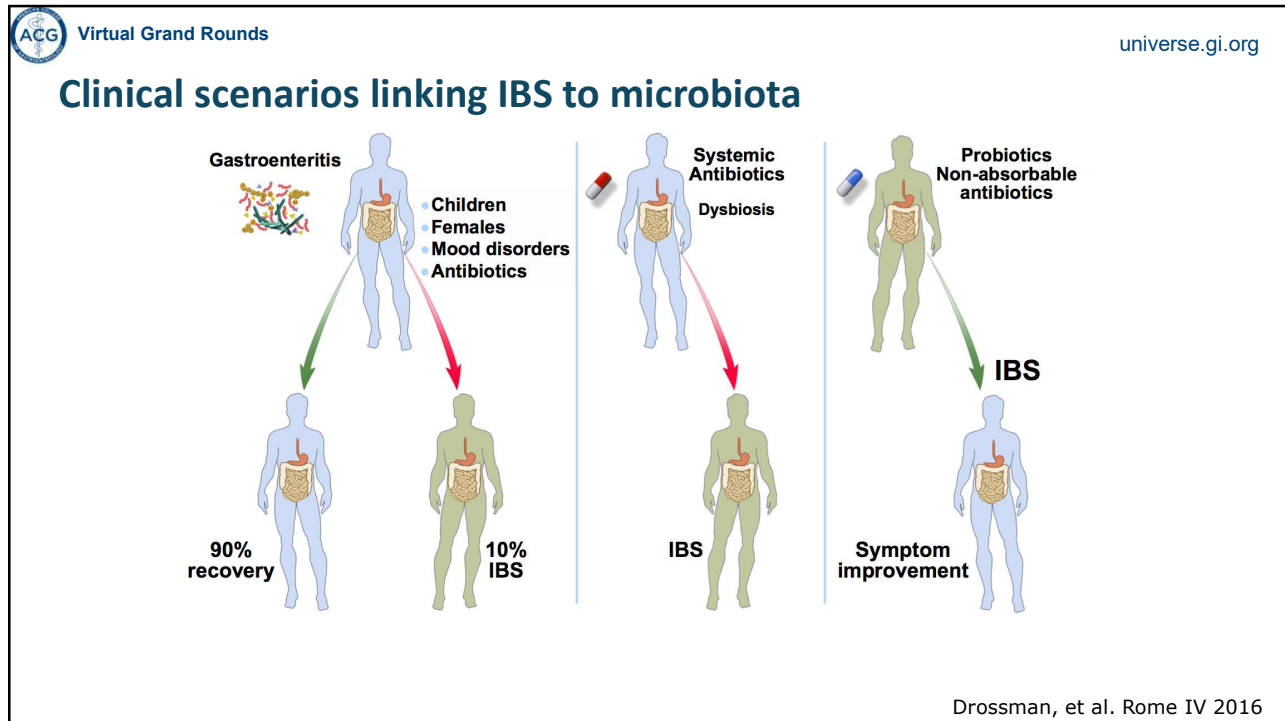 ACG
Virtual Grand Rounds
universe.gi.org
Clinical scenarios linking IBS to microbiota
Gastroenteritis
• Children
• Females
• Mood disorders
• Antibiotics
90%
recovery
10%
IBS
Systemic
Antibiotics
Dysbiosis
IBS
Probiotics
Non-absorbable
antibiotics
IBS
Symptom
improvement
Drossman, et al. Rome IV 2016